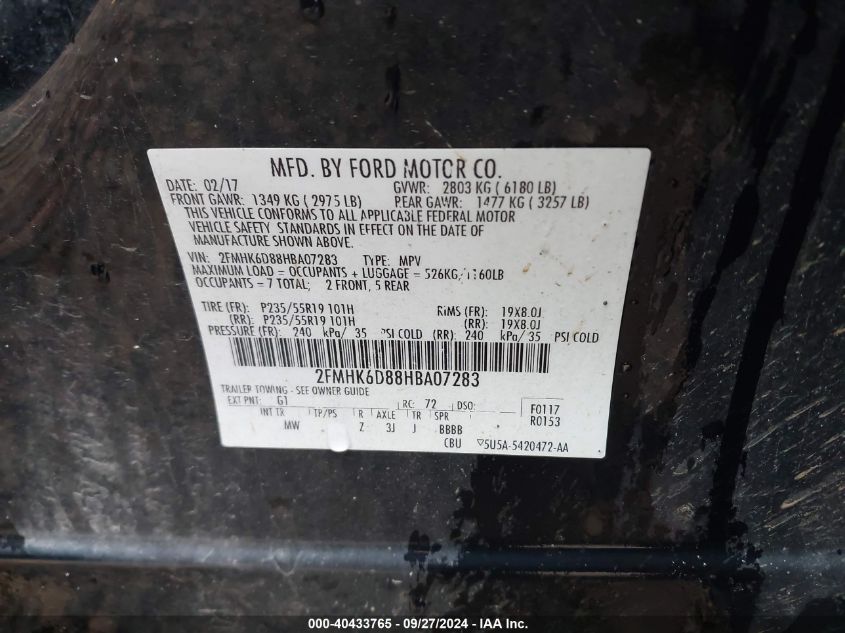 MFD. BY FORD MOTOR CO.
DATE: 02/17 GVWR: 2803 KG ( 6180 LB)
FRONT GAWR: 1349 KG ( 2975 LB) REAR GAWR: 1477 KG ( 3257 LB)
THIS VEHICLE CONFORMS TO ALL APPLICABLE FEDERAL MOTOR
VEHICLE SAFETY STANDARDS IN EFFECT ON THE DATE OF
MANUFACTURE SHOWN ABOVE.
VIN: 2FMHK6D88HBA07283 TYPE: MPV
MAXIMUM LOAD = OCCUPANTS + LUGGAGE = 526KG, 1160LB
OCCUPANTS = 7 TOTAL; 2 FRONT, 5 REAR
TIRE (FR): P235/55R19 101H RIMS (FR): 19X8.0J
(RR): P235/55R19 101H (RR): 19X8.0J
PRESSURE (FR): 240 kPa/ 35 PSI COLD (RR): 240 kPa/ 35 PSI COLD
2FMHK6D88HBA07283
TRAILER TOWING - SEE OWNER GUIDE
EXT PNT: G1 RC: 72 DSO: F0117
INT TR TP/PS R AXLE TR SPR R0153
MW Z 3J J BBBB
CBU 5U5A-5420472-AA
000-40433765 - 09/27/2024 - IAA, Inc.